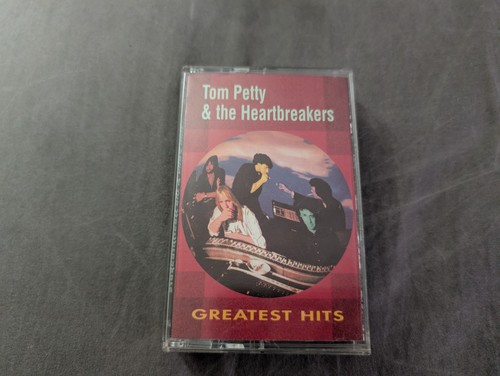 Tom Petty
& the Heartbreakers
GREATEST HITS